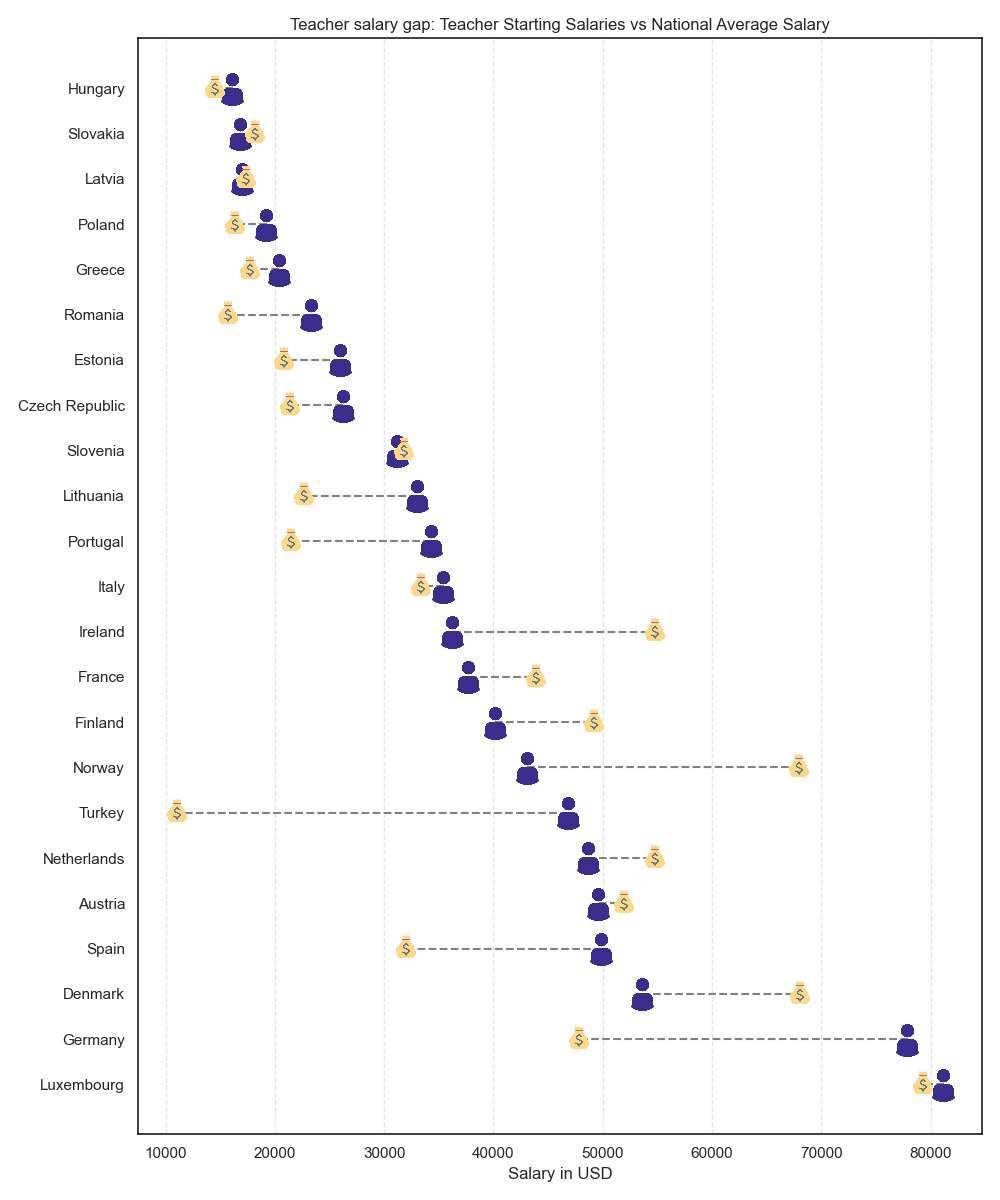 Teacher salary gap: Teacher Starting Salaries vs National Average Salary
Hungary
Slovakia
Latvia
Poland
Greece
Romania
Estonia
Czech Republic
Slovenia
Lithuania
Portugal
Italy
Ireland
France
Finland
Norway
Turkey
Netherlands
Austria
Spain
Denmark
Germany
Luxembourg
10000 20000 30000 40000 50000 60000 70000 80000
Salary in USD